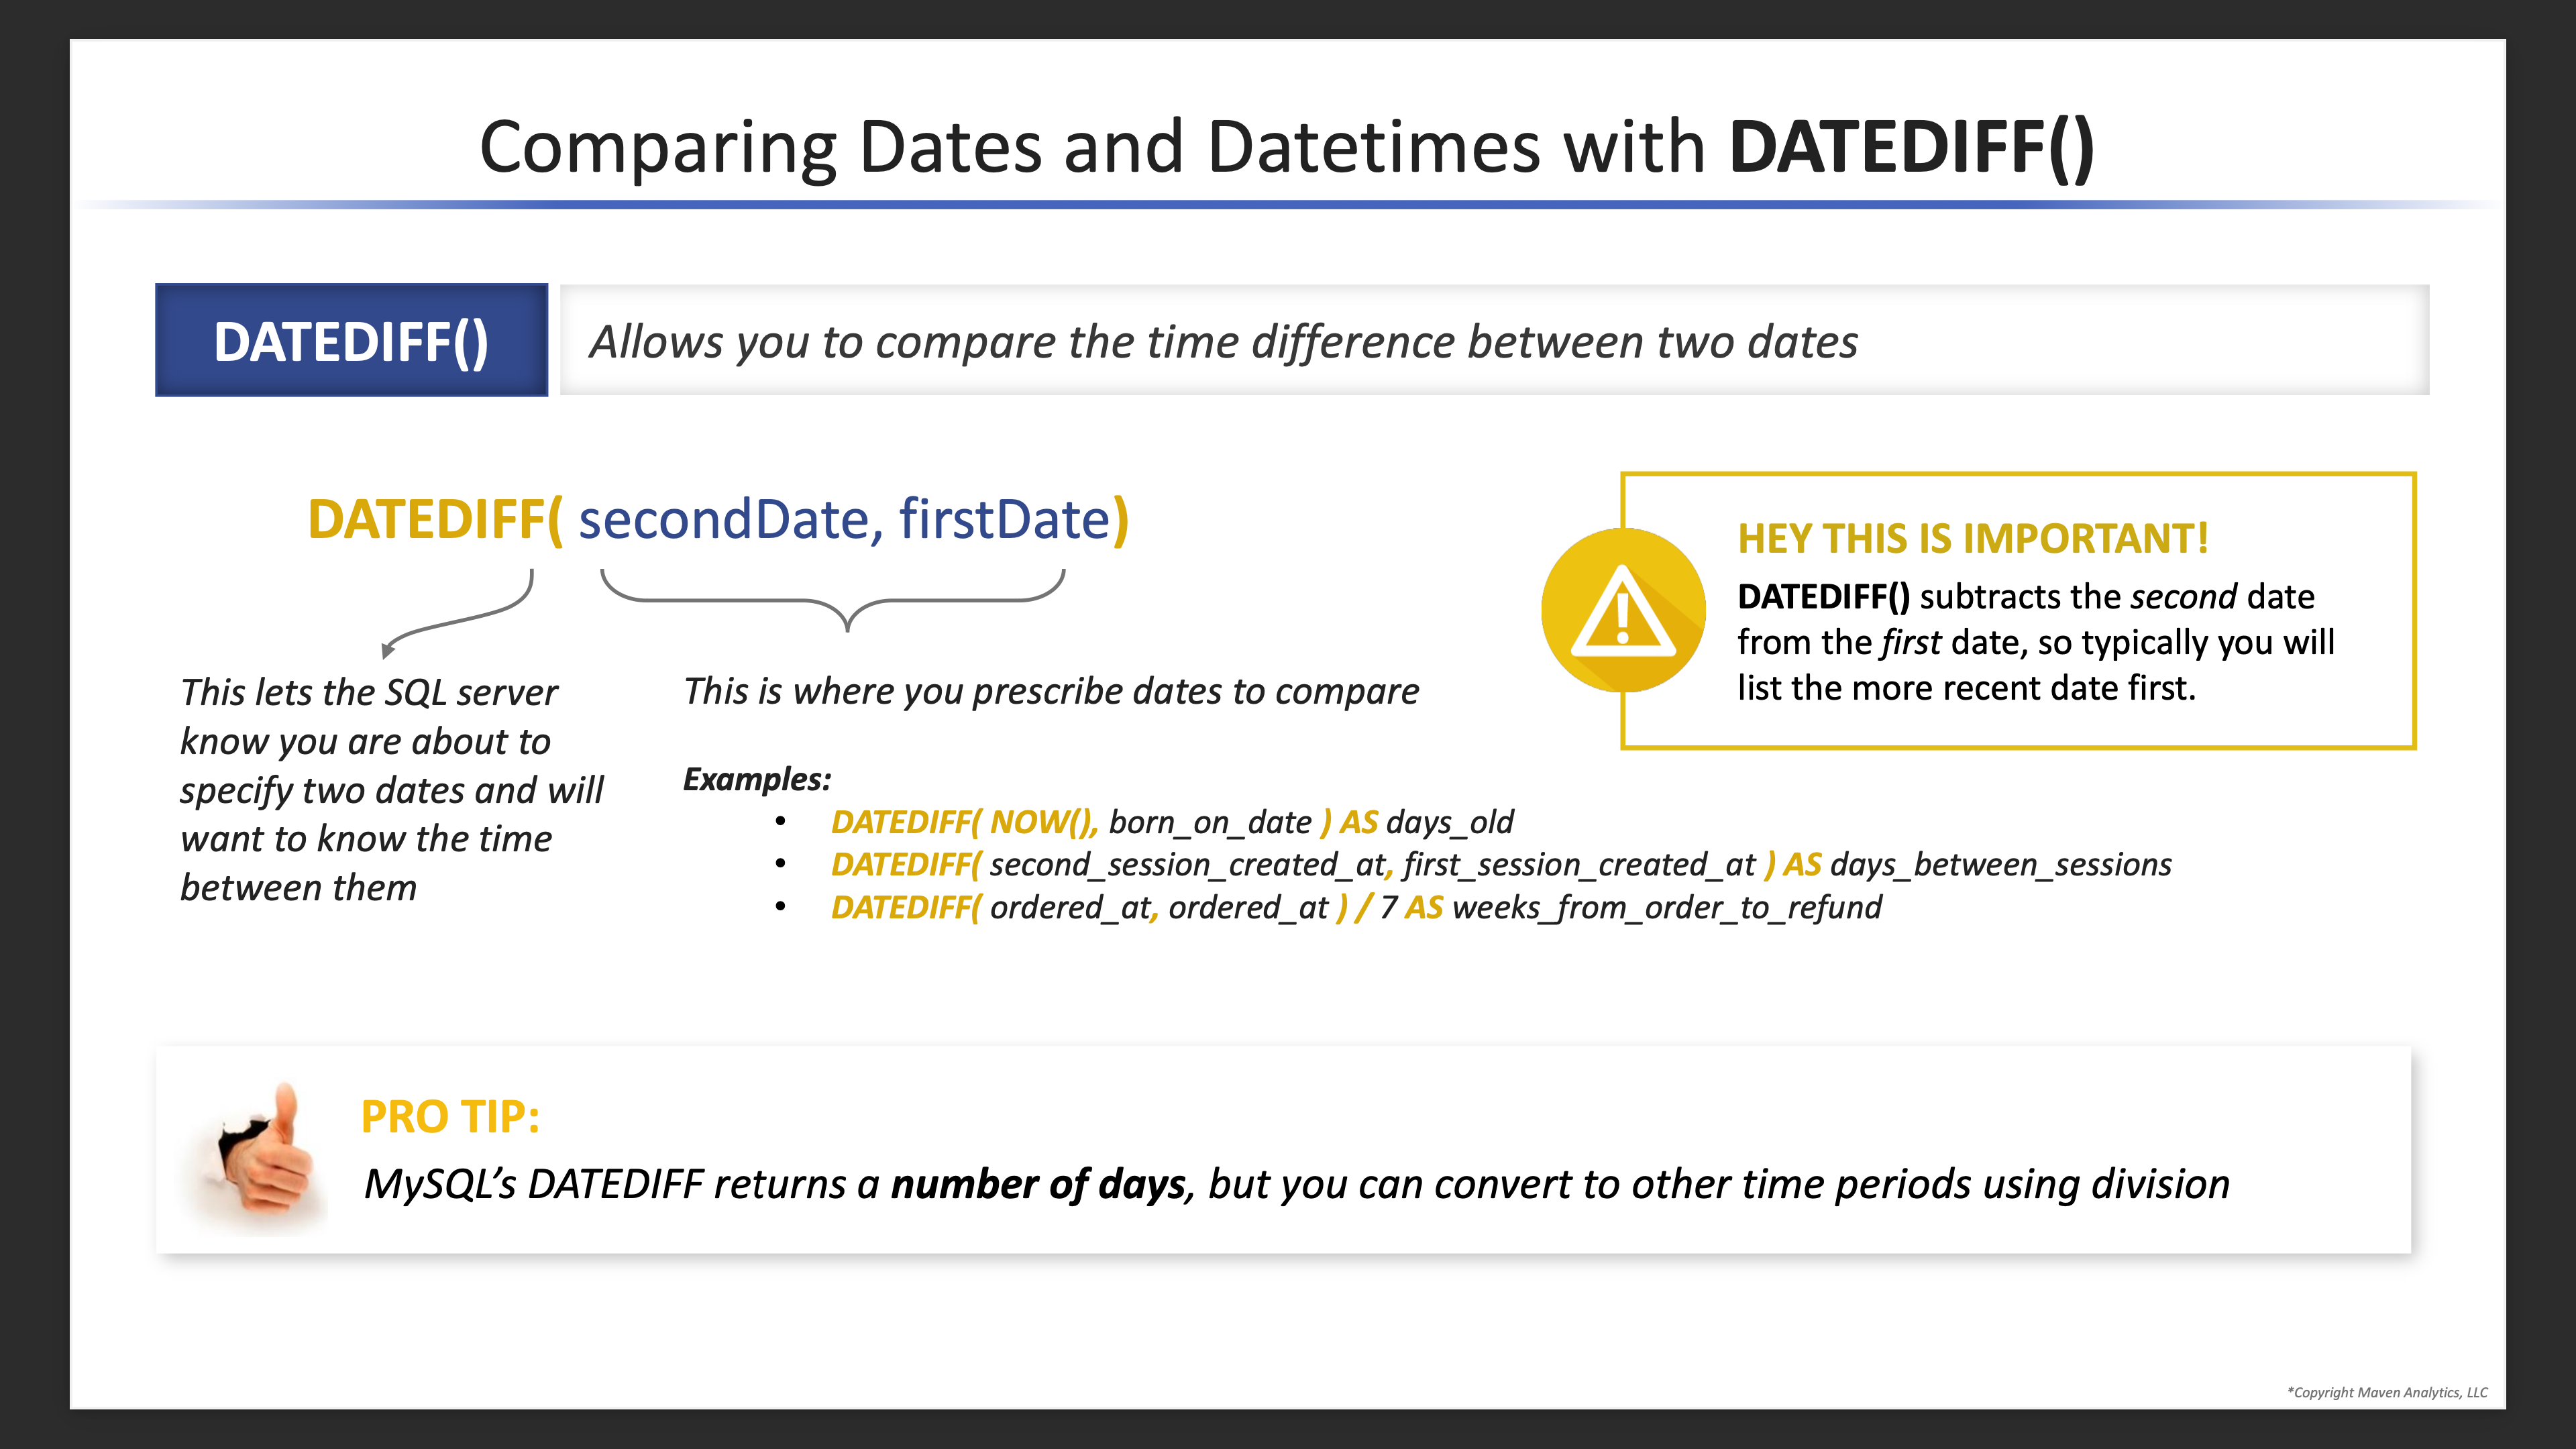 Comparing Dates and Datetimes with DATEDIFF()
DATEDIFF()
Allows you to compare the time difference between two dates
DATEDIFF( secondDate, firstDate)
This lets the SQL server
know you are about to
specify two dates and will
want to know the time
between them
This is where you prescribe dates to compare
Examples:
• DATEDIFF( NOW(), born_on_date ) AS days_old
• DATEDIFF( second_session_created_at, first_session_created_at ) AS days_between_sessions
• DATEDIFF( ordered_at, ordered_at ) / 7 AS weeks_from_order_to_refund
HEY THIS IS IMPORTANT!
DATEDIFF() subtracts the second date
from the first date, so typically you will
list the more recent date first.
PRO TIP:
MySQL’s DATEDIFF returns a number of days, but you can convert to other time periods using division
*Copyright Maven Analytics, LLC